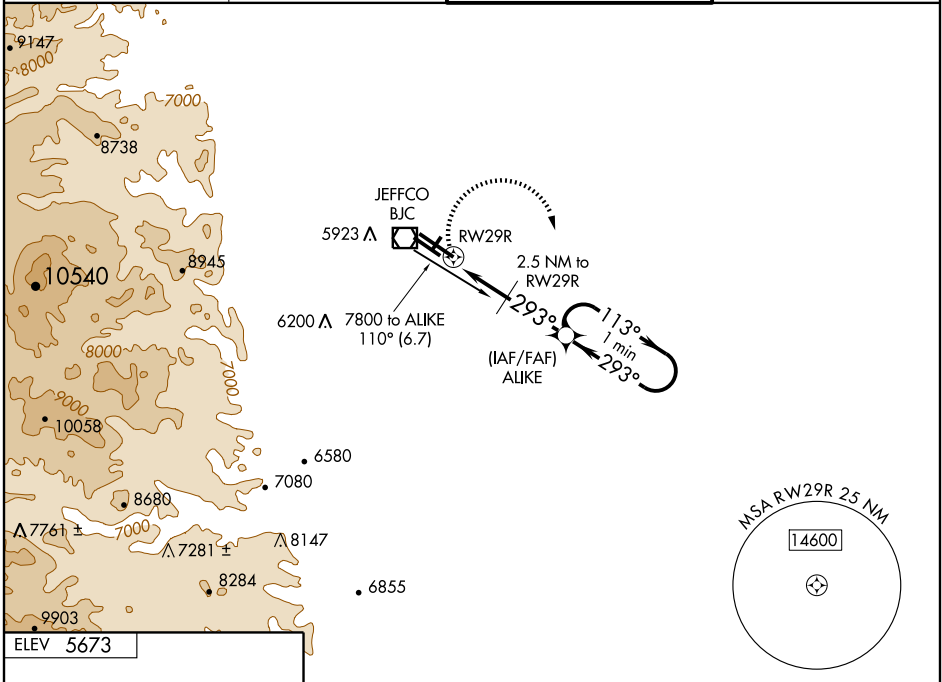 9147
8000
7000
8738
JEFFCO
BJC
5923
RW29R
8945
10540
2.5 NM to
RW29R
293°
113°
1 min
293°
6200
7800 to ALIKE
110° (6.7)
(IAF/FAF)
ALIKE
8000
7000
9000
10058
6580
7080
8680
7000
7761 ±
7281 ±
8147
8284
6855
9903
MSA RW29R 25 NM
14600
ELEV 5673